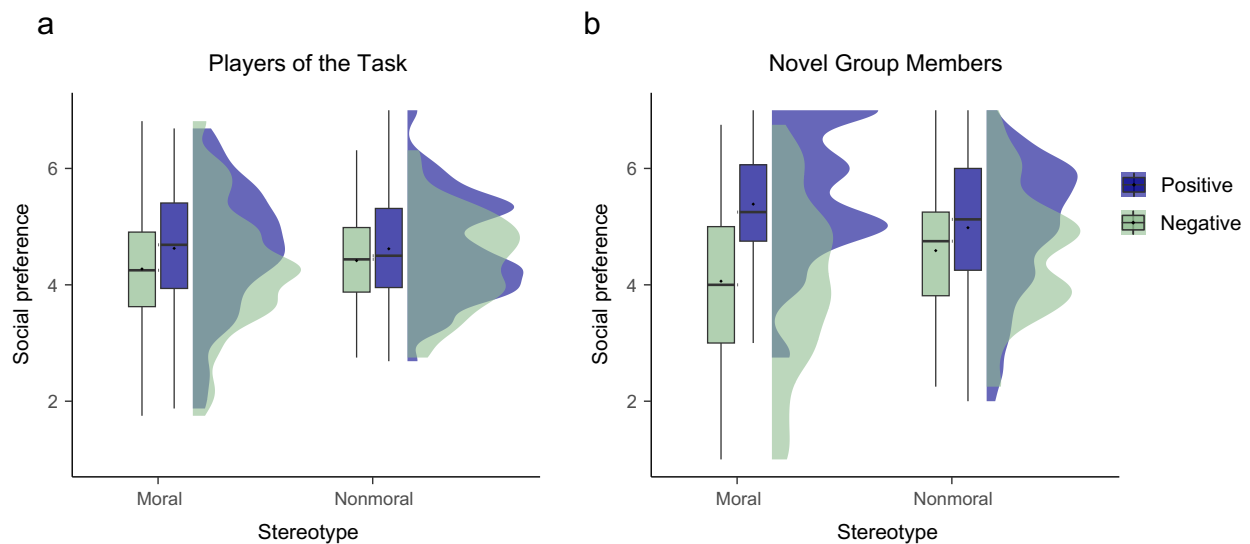 a
Players of the Task
Social preference
6
4
2
Moral
Nonmoral
Stereotype
b
Novel Group Members
Social preference
6
4
2
Moral
Nonmoral
Stereotype
Positive
Negative